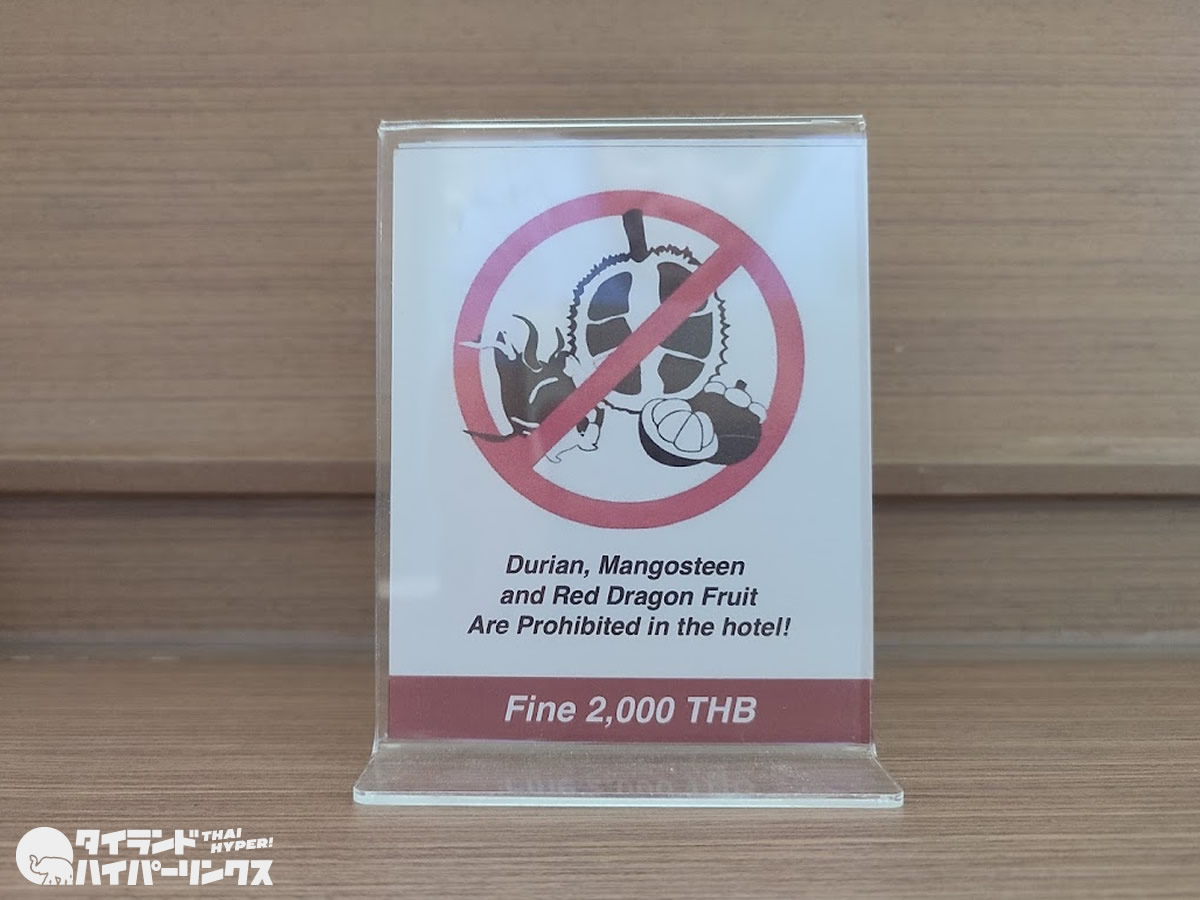 Durian, Mangosteen
and Red Dragon Fruit
Are Prohibited in the hotel!
Fine 2,000 THB
タイランド THAI HYPER!
ハイパーリンクス